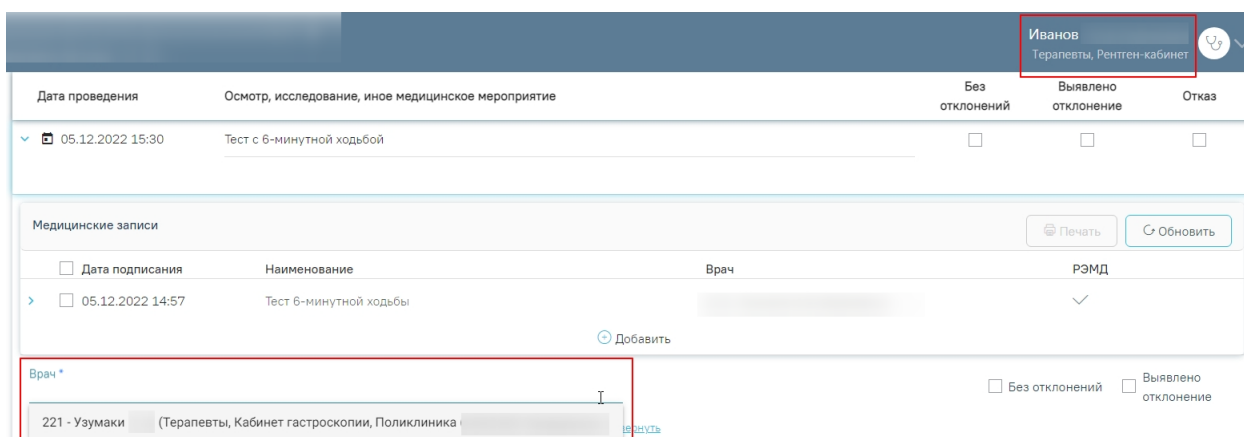 Иванов
Терапевты, Рентген-кабинет
Дата проведения Осмотр, исследование, иное медицинское мероприятие Без отклонений Выявлено отклонение Отказ
05.12.2022 15:30 Тест с 6-минутной ходьбой
Медицинские записи Печать Обновить
Дата подписания Наименование Врач РЭМД
05.12.2022 14:57 Тест 6-минутной ходьбы
Добавить
Врач *
Без отклонений Выявлено отклонение
221 - Узумаки (Терапевты, Кабинет гастроскопии, Поликлиника